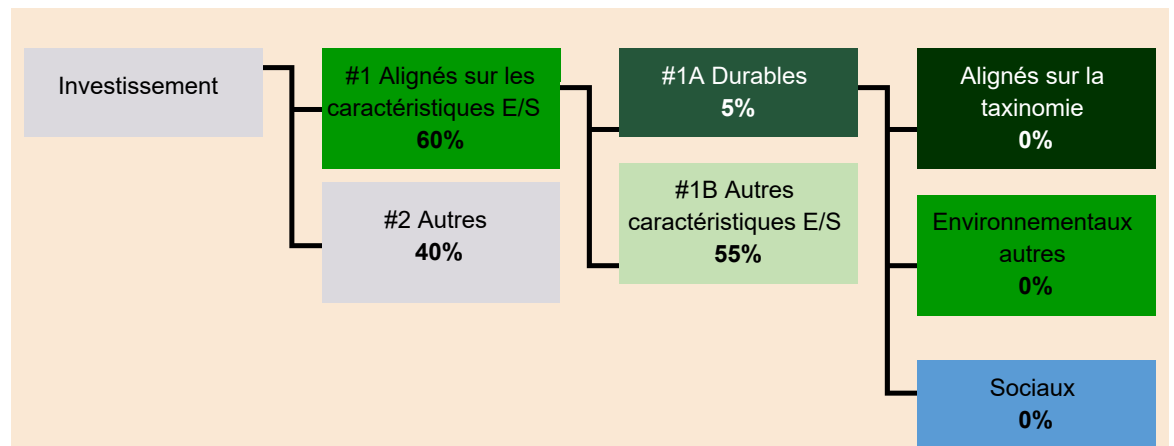 Investissement
#1 Alignés sur les
caractéristiques E/S
60%
#2 Autres
40%
#1A Durables
5%
#1B Autres
caractéristiques E/S
55%
Alignés sur la
taxinomie
0%
Environnementaux
autres
0%
Sociaux
0%